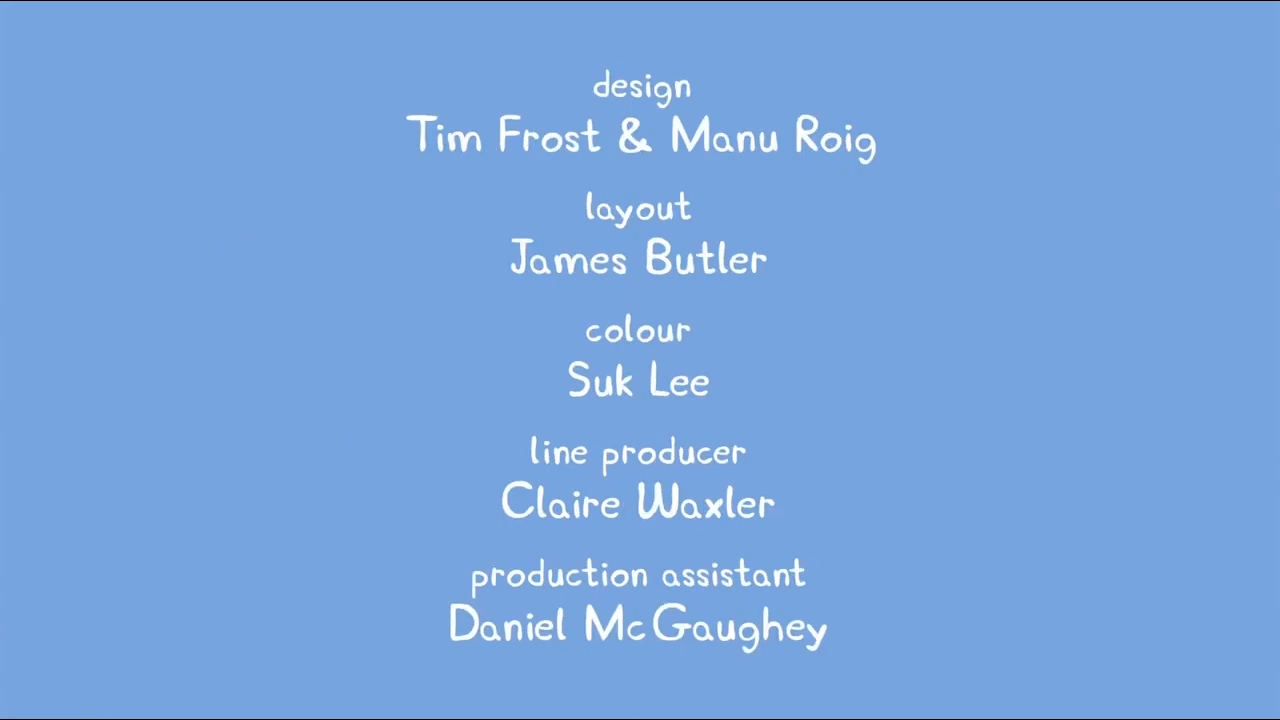 design
Tim Frost & Manu Roig
layout
James Butler
colour
Suk Lee
line producer
Claire Waxler
production assistant
Daniel McGaughey